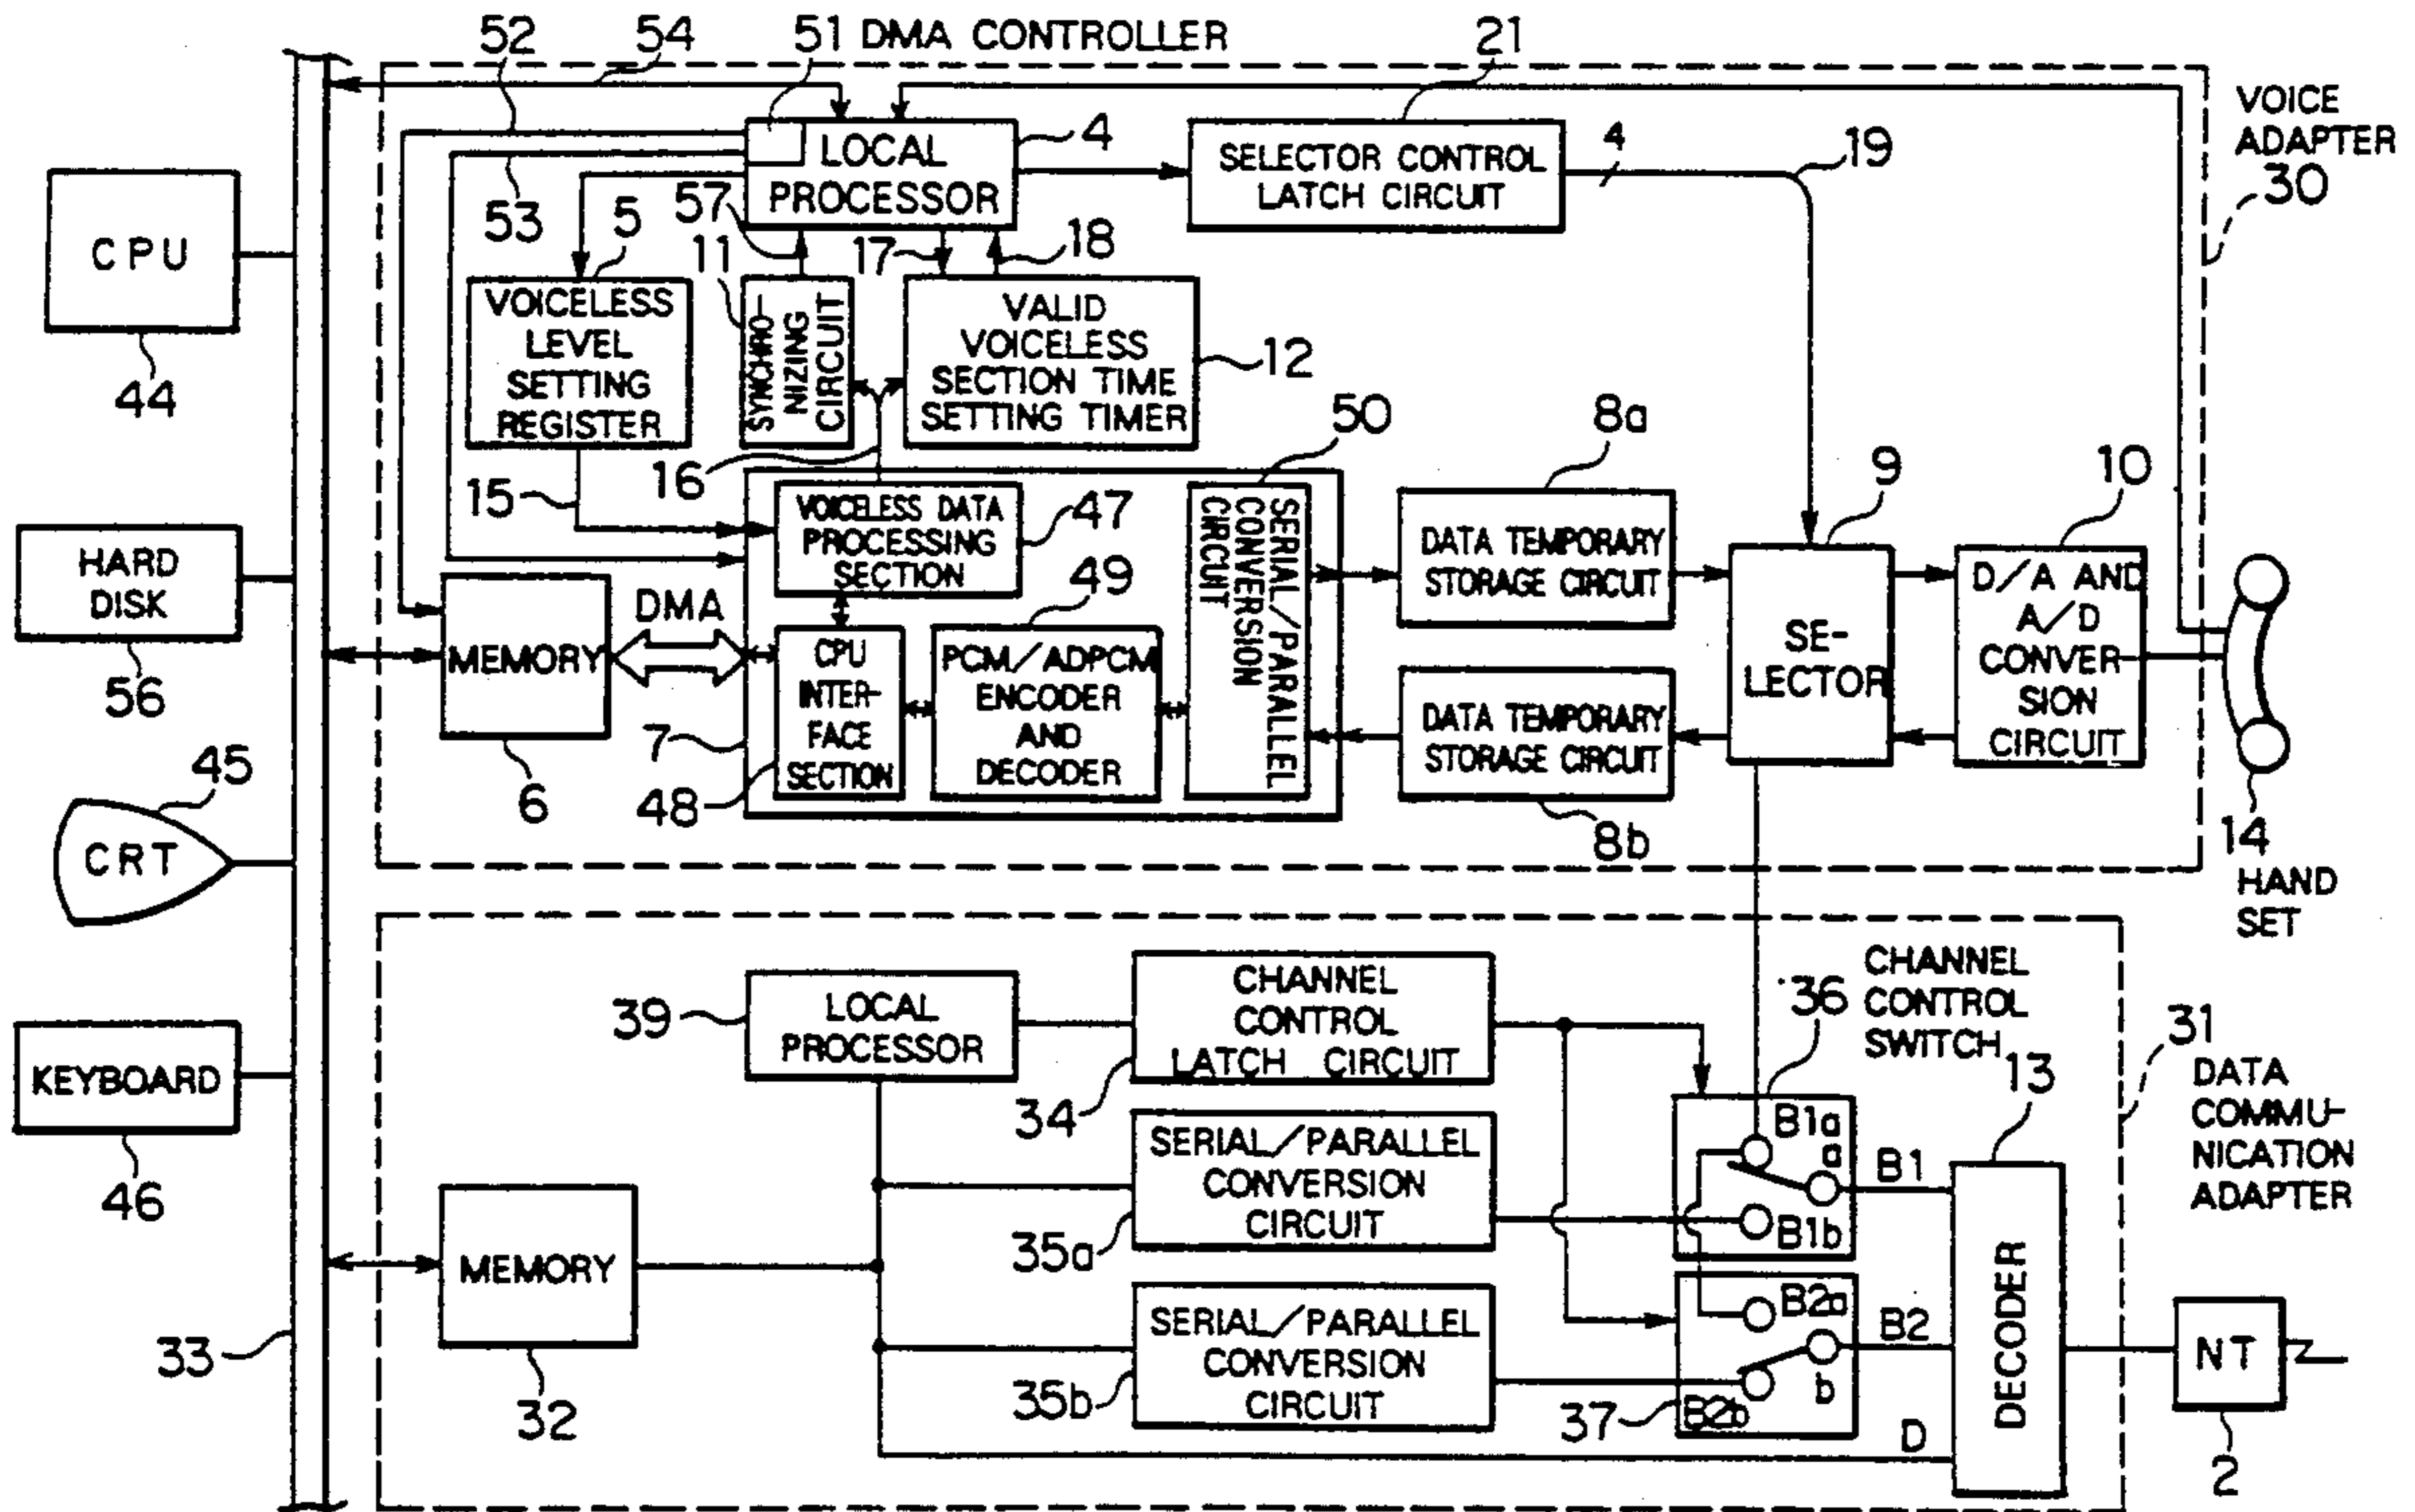 52
54
51 DMA CONTROLLER
21
VOICE
ADAPTER
30
LOCAL
PROCESSOR
4
SELECTOR CONTROL
LATCH CIRCUIT
4
19
CPU
44
53
5
57
11
17
18
VOICELESS
LEVEL
SETTING
REGISTER
SYNCHRO-
NIZING
CIRCUIT
VALID
VOICELESS
SECTION TIME
SETTING TIMER
12
50
8a
9
10
15
16
VOICELESS DATA
PROCESSING
SECTION
47
SERIAL/PARALLEL
CONVERSION
CIRCUIT
DATA TEMPORARY
STORAGE CIRCUIT
HARD
DISK
56
MEMORY
6
DMA
49
CPU
INTER-
FACE
SECTION
PCM/ADPCM
ENCODER
AND
DECODER
7
48
DATA TEMPORARY
STORAGE CIRCUIT
8b
SE-
LECTOR
D/A AND
A/D
CONVER-
SION
CIRCUIT
14
HAND
SET
45
CRT
39
LOCAL
PROCESSOR
CHANNEL
CONTROL
LATCH CIRCUIT
34
36
CHANNEL
CONTROL
SWITCH
31
DATA
COMMU-
NICATION
ADAPTER
13
KEYBOARD
46
SERIAL/PARALLEL
CONVERSION
CIRCUIT
35a
B1a
a
B1
B1b
MEMORY
32
33
SERIAL/PARALLEL
CONVERSION
CIRCUIT
35b
B2a
B2
b
B2b
37
D
DECODER
NT
2